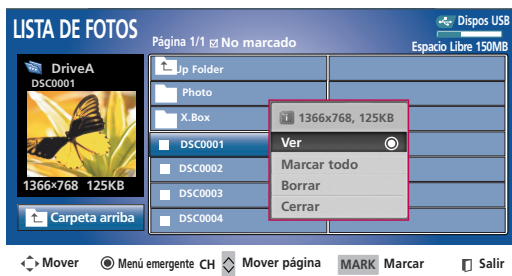 LISTA DE FOTOS
Página 1/1 No marcado
Dispos USB
Espacio Libre 150MB
DriveA
DSC0001
1366×768 125KB
Carpeta arriba
Up Folder
Photo
X.Box
DSC0001
DSC0002
DSC0003
DSC0004
1366x768, 125KB
Ver
Marcar todo
Borrar
Cerrar
Mover Menú emergente CH Mover página MARK Marcar Salir